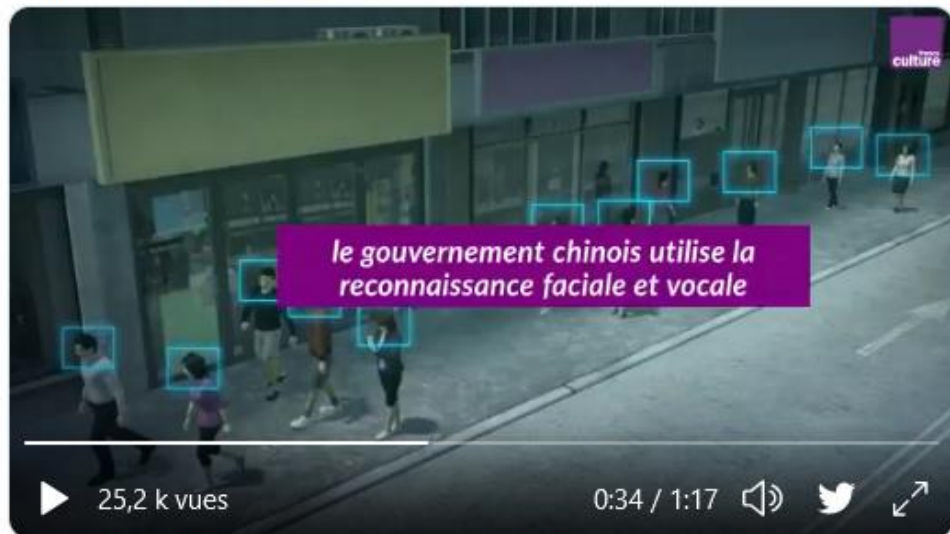 france
culture
le gouvernement chinois utilise la
reconnaissance faciale et vocale
25,2 k vues
0:34 / 1:17